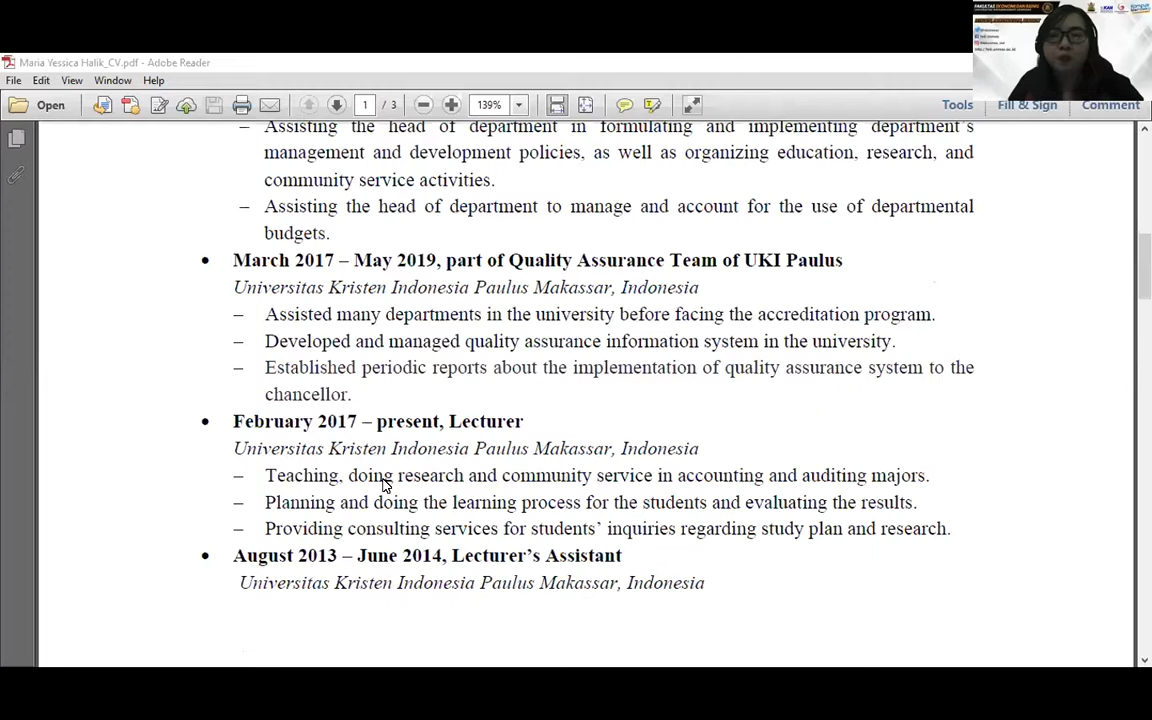 FAKULTAS EKONOMI DAN BISNIS
Maria Yessica Halik_CV.pdf - Adobe Reader
File Edit View Window Help
Open 1 / 3 139% Tools Fill & Sign Comment
– Assisting the head of department in formulating and implementing department's
management and development policies, as well as organizing education, research, and
community service activities.
– Assisting the head of department to manage and account for the use of departmental
budgets.
• March 2017 – May 2019, part of Quality Assurance Team of UKI Paulus
Universitas Kristen Indonesia Paulus Makassar, Indonesia
– Assisted many departments in the university before facing the accreditation program.
– Developed and managed quality assurance information system in the university.
– Established periodic reports about the implementation of quality assurance system to the
chancellor.
• February 2017 – present, Lecturer
Universitas Kristen Indonesia Paulus Makassar, Indonesia
– Teaching, doing research and community service in accounting and auditing majors.
– Planning and doing the learning process for the students and evaluating the results.
– Providing consulting services for students’ inquiries regarding study plan and research.
• August 2013 – June 2014, Lecturer’s Assistant
Universitas Kristen Indonesia Paulus Makassar, Indonesia